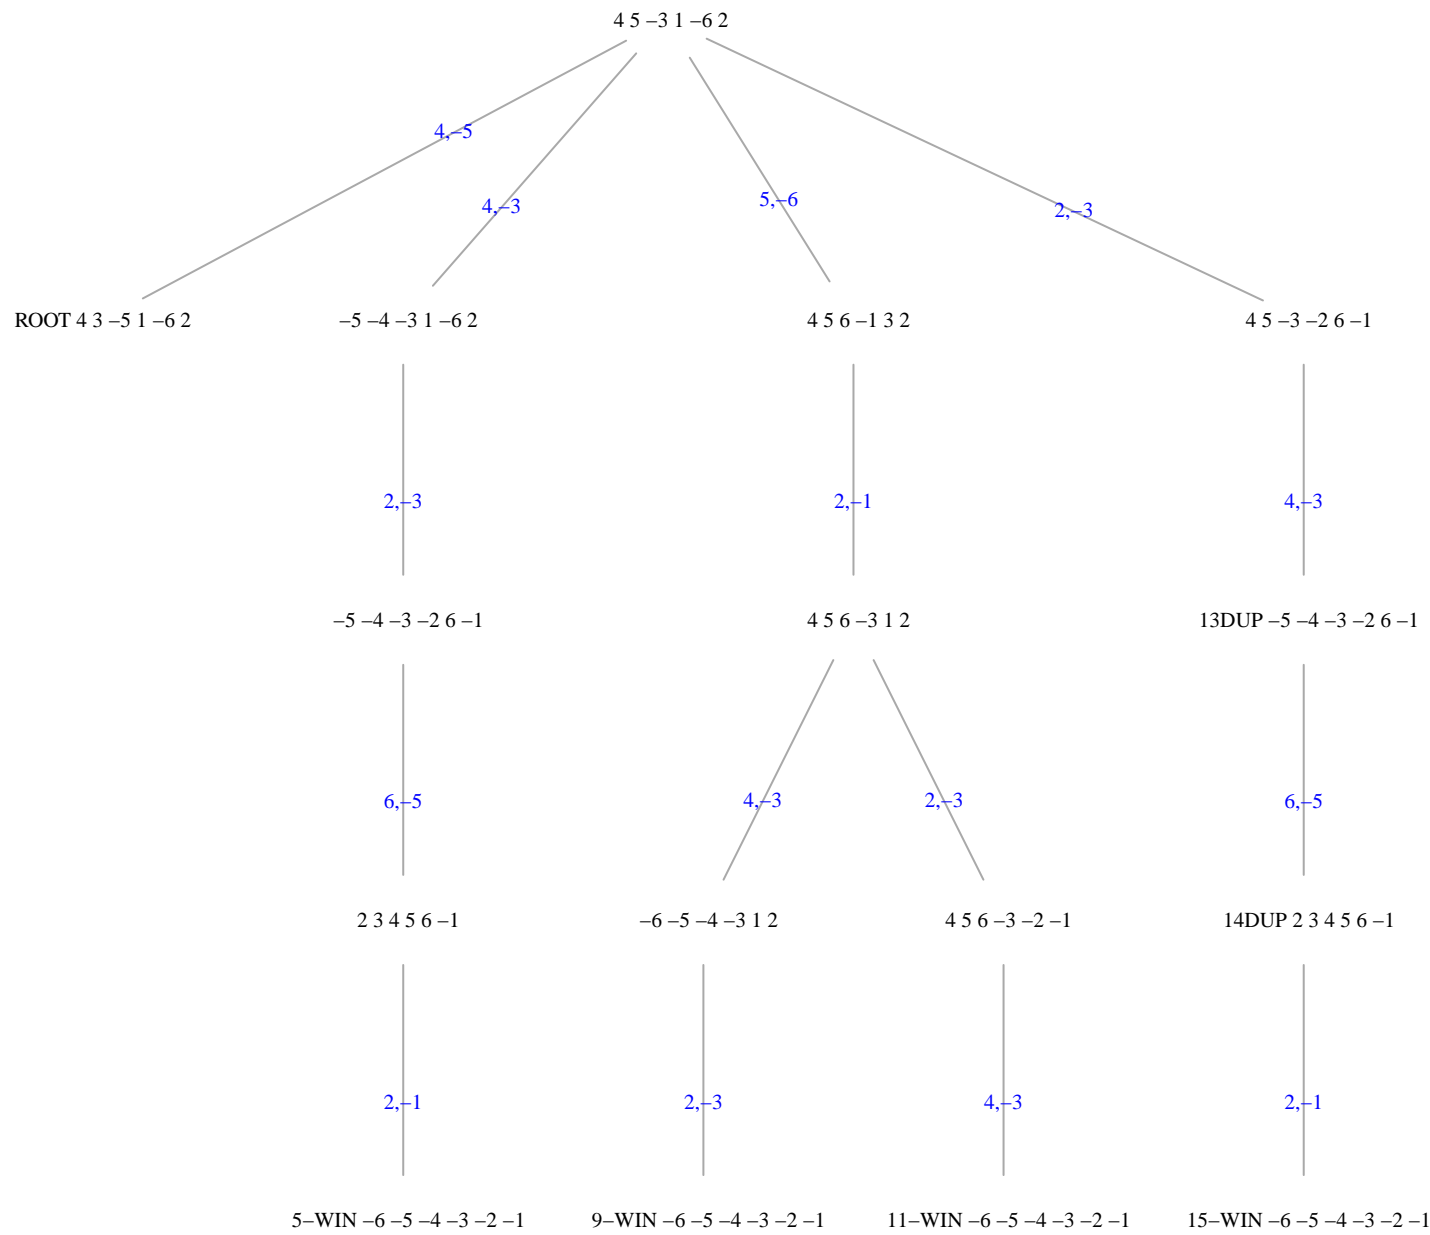 4 5 –3 1 –6 2
4,–5
4,–3
5,–6
2,–3
ROOT 4 3 –5 1 –6 2
–5 –4 –3 1 –6 2
4 5 6 –1 3 2
4 5 –3 –2 6 –1
2,–3
2,–1
4,–3
–5 –4 –3 –2 6 –1
4 5 6 –3 1 2
13DUP –5 –4 –3 –2 6 –1
6,–5
4,–3
2,–3
6,–5
2 3 4 5 6 –1
–6 –5 –4 –3 1 2
4 5 6 –3 –2 –1
14DUP 2 3 4 5 6 –1
2,–1
2,–3
4,–3
2,–1
5–WIN –6 –5 –4 –3 –2 –1
9–WIN –6 –5 –4 –3 –2 –1
11–WIN –6 –5 –4 –3 –2 –1
15–WIN –6 –5 –4 –3 –2 –1